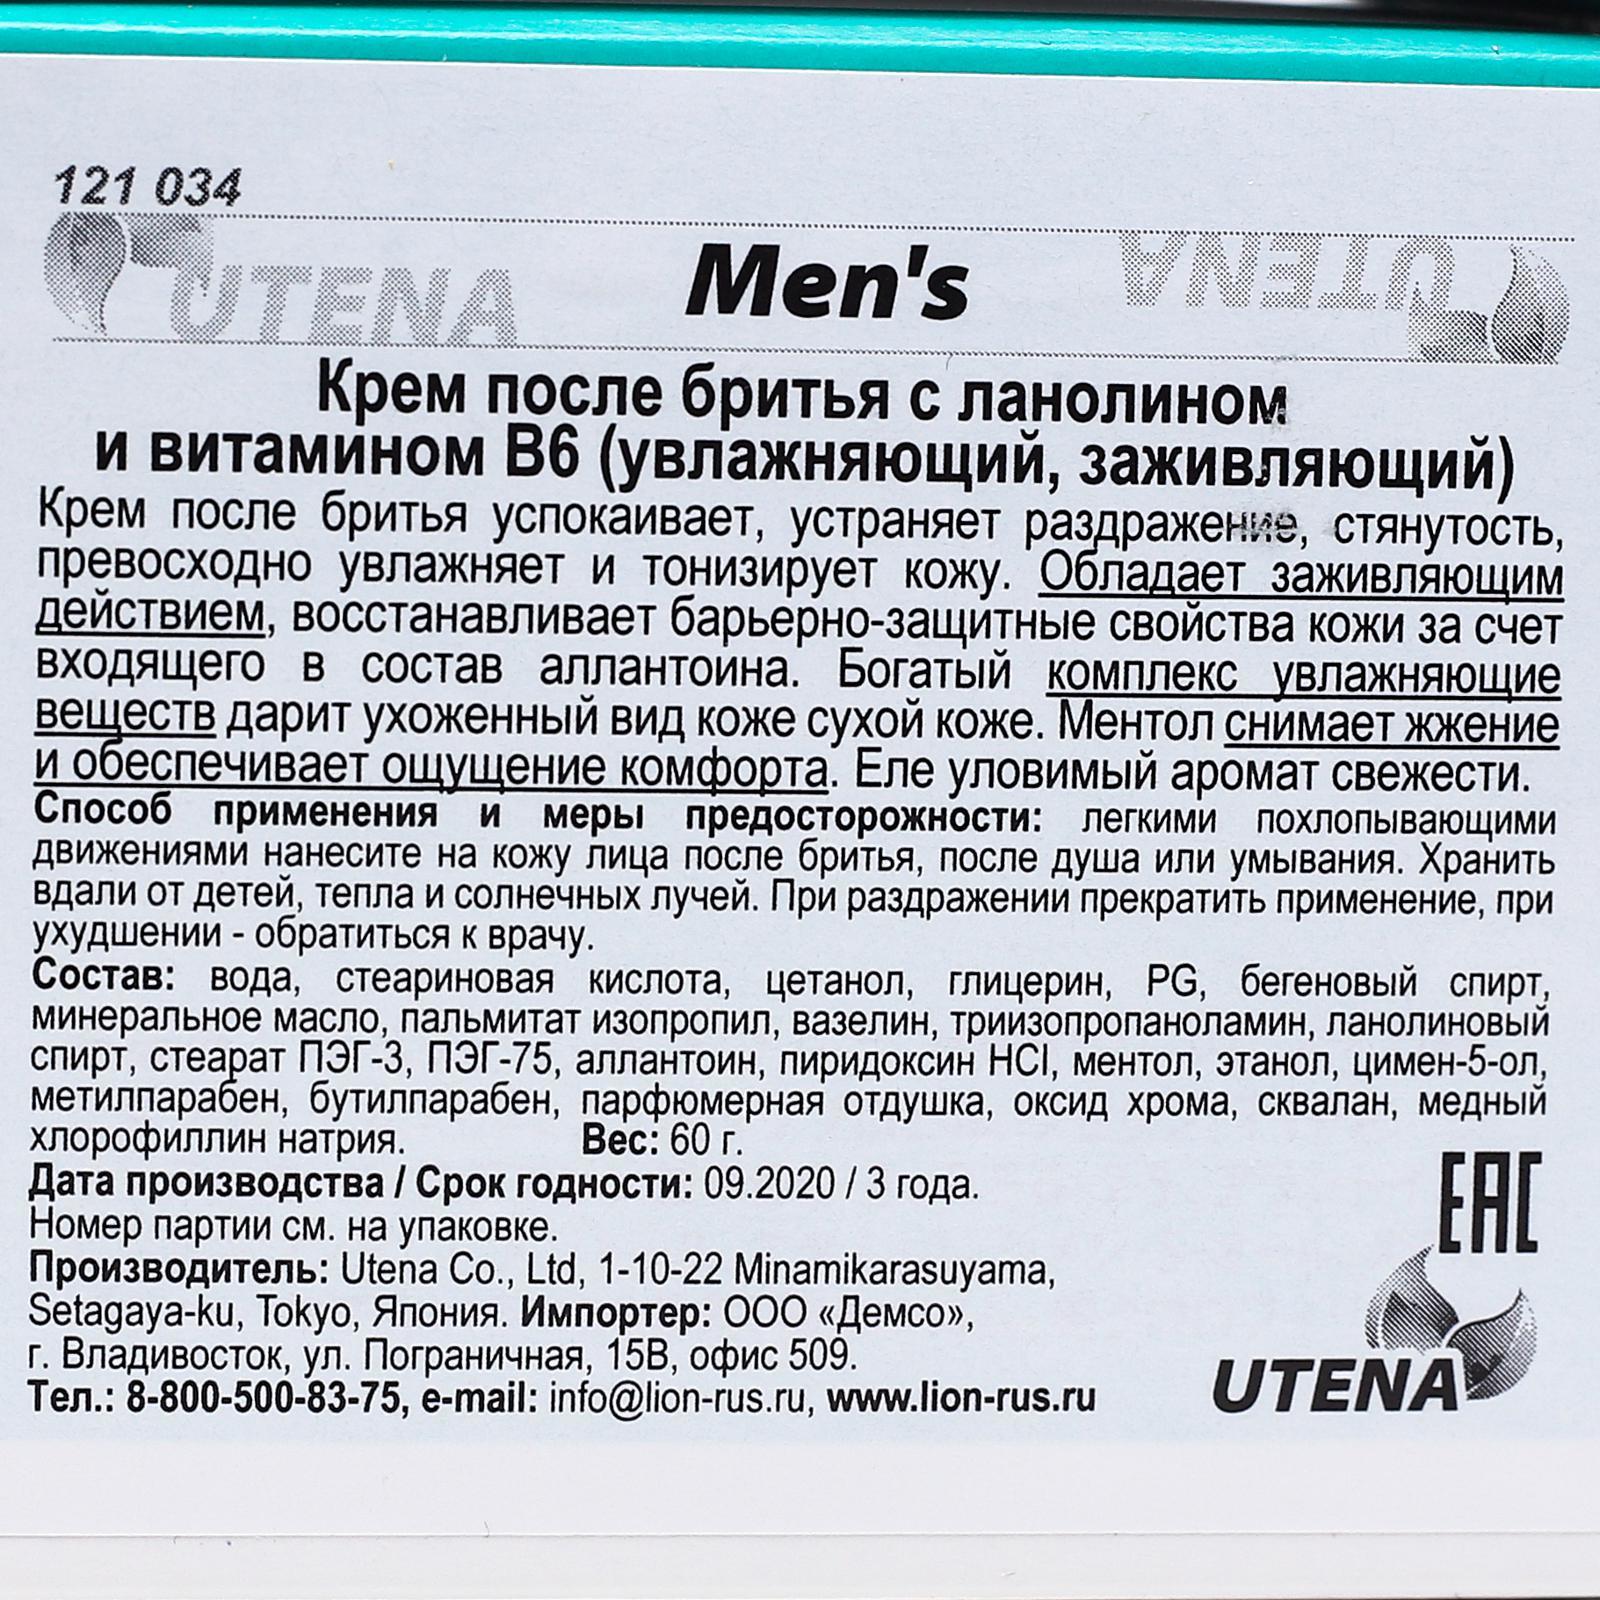 121 034
UTENA Men's UTENA
Крем после бритья с ланолином
и витамином В6 (увлажняющий, заживляющий)
Крем после бритья успокаивает, устраняет раздражение, стянутость,
превосходно увлажняет и тонизирует кожу. Обладает заживляющим
действием, восстанавливает барьерно-защитные свойства кожи за счет
входящего в состав аллантоина. Богатый комплекс увлажняющие
веществ дарит ухоженный вид коже сухой коже. Ментол снимает жжение
и обеспечивает ощущение комфорта. Еле уловимый аромат свежести.
Способ применения и меры предосторожности: легкими похлопывающими
движениями нанесите на кожу лица после бритья, после душа или умывания. Хранить
вдали от детей, тепла и солнечных лучей. При раздражении прекратить применение, при
ухудшении - обратиться к врачу.
Состав: вода, стеариновая кислота, цетанол, глицерин, PG, бегеновый спирт,
минеральное масло, пальмитат изопропил, вазелин, триизопропаноламин, ланолиновый
спирт, стеарат ПЭГ-3, ПЭГ-75, аллантоин, пиридоксин HCl, ментол, этанол, цимен-5-ол,
метилпарабен, бутилпарабен, парфюмерная отдушка, оксид хрома, сквалан, медный
хлорофиллин натрия. Вес: 60 г.
Дата производства / Срок годности: 09.2020 / 3 года.
Номер партии см. на упаковке.
Производитель: Utena Co., Ltd, 1-10-22 Minamikarasuyama,
Setagaya-ku, Tokyo, Япония. Импортер: ООО «Демсо»,
г. Владивосток, ул. Пограничная, 15В, офис 509.
Тел.: 8-800-500-83-75, e-mail: info@lion-rus.ru, www.lion-rus.ru
ЕАС
UTENA